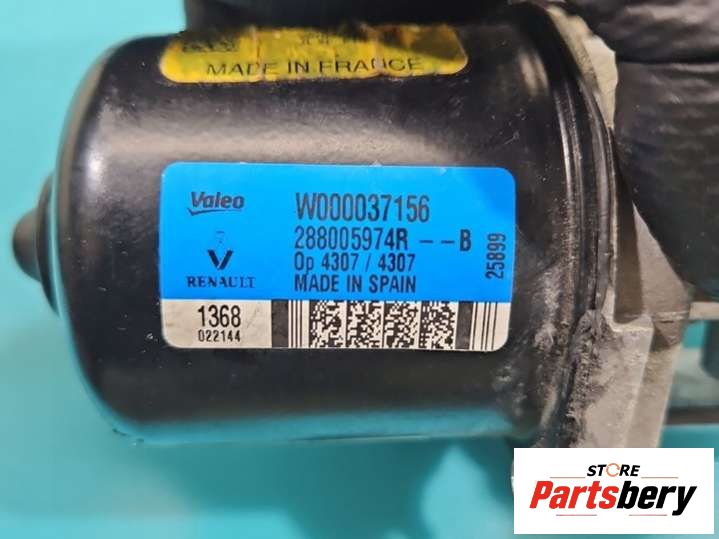 MADE IN FRANCE
Valeo
W000037156
288005974R -- B
Op 4307 / 4307
MADE IN SPAIN
25899
RENAULT
1368
022144
STORE
Partsbery